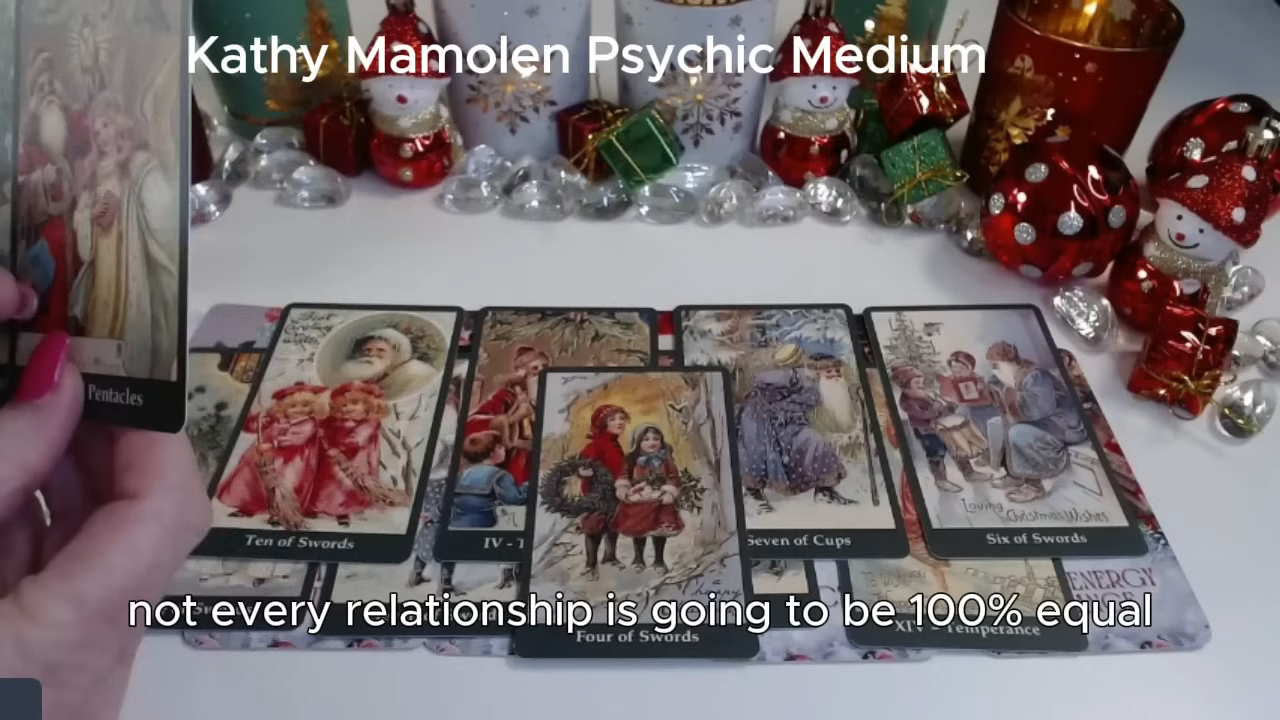 Kathy Mamolen Psychic Medium
Pentacles
Loving
Christmas Wishes
Ten of Swords
IV -
Seven of Cups
Six of Swords
ENERGY
not every relationship is going to be 100% equal
XIV - Temperance
Four of Swords